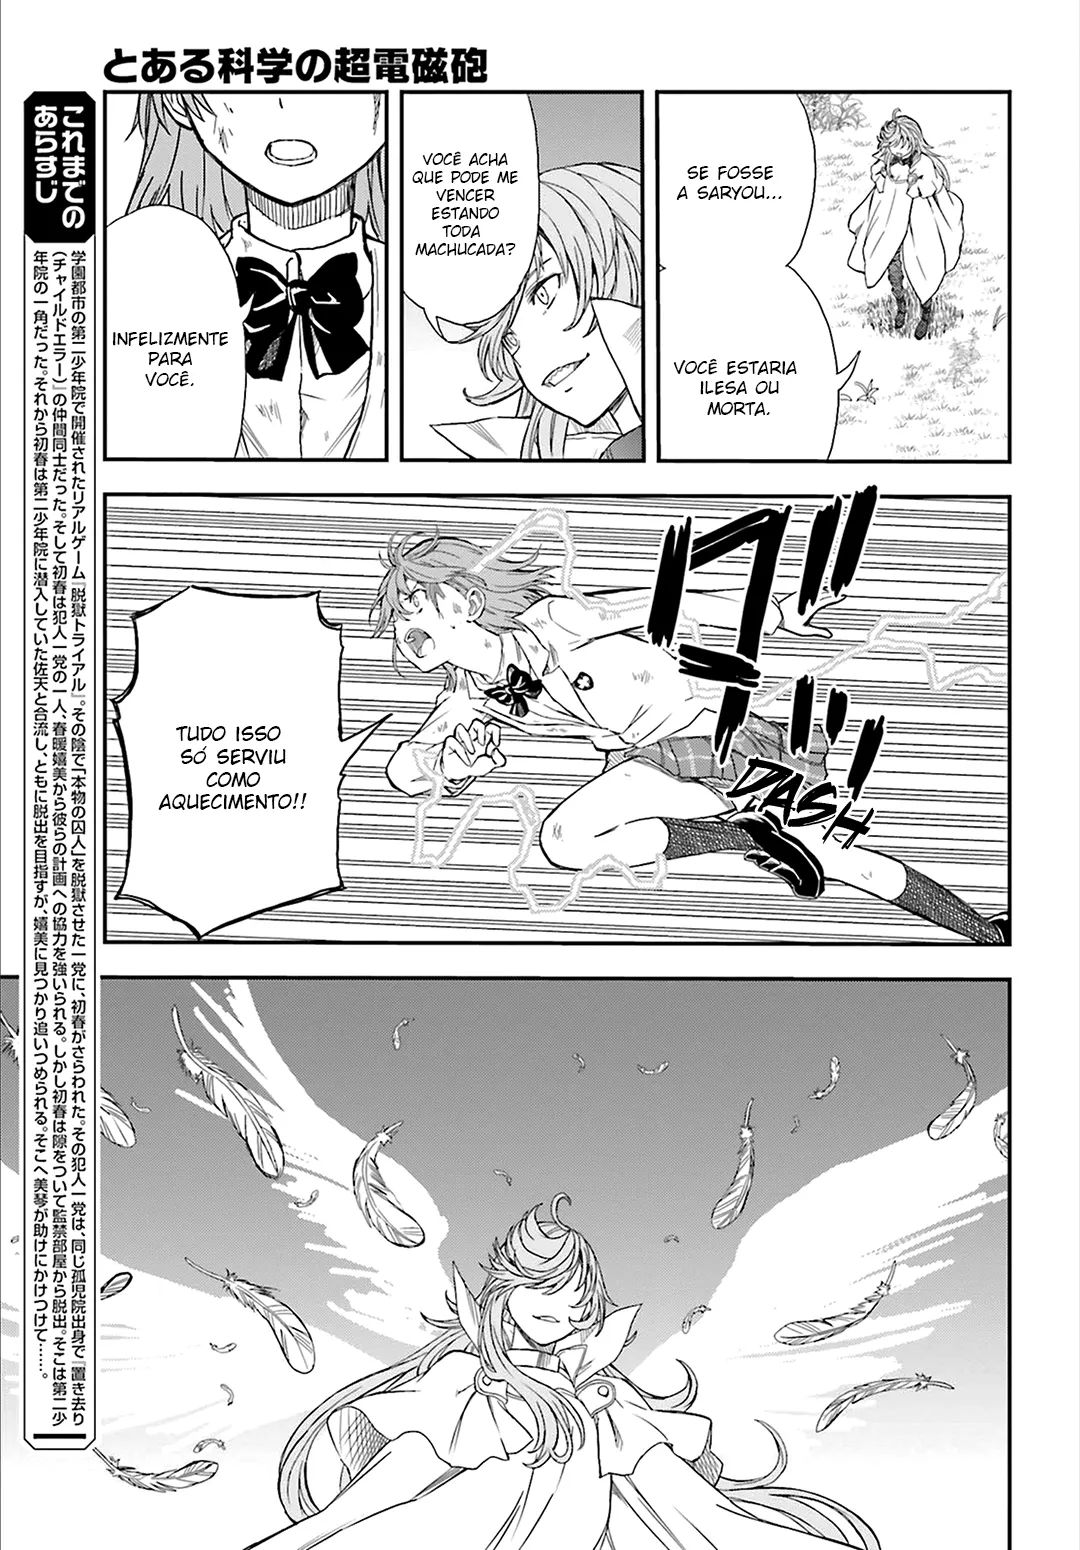 とある科学の超電磁砲
SE FOSSE
A SARYOU...
VOCÊ ESTARIA
ILESA OU
MORTA.
VOCÊ ACHA
QUE PODE ME
VENCER
ESTANDO
TODA
MACHUCADA?
INFELIZMENTE
PARA
VOCÊ.
TUDO ISSO
SÓ SERVIU
COMO
AQUECIMENTO!!
DASH
これまでの
あらすじ
学園都市の第二少年院で開催されたリアルゲーム『脱獄トライアル』。その陰で「本物の囚人」を脱獄させた一党に、初春がさらわれた。その犯人一党は、同じ孤児院出身で『置き去り
（チャイルドエラー）』の仲間同士だった。そして初春は犯人一党の一人、春暖嬉美から彼らの計画への協力を強いられる。しかし初春は隙をついて監禁部屋から脱出。そこは第二少
年院の一角だった。それから初春は第二少年院に潜入していた佐天と合流し、ともに脱出を目指すが、嬉美に見つかり追いつめられる。そこへ美琴が助けにかけつけて……。